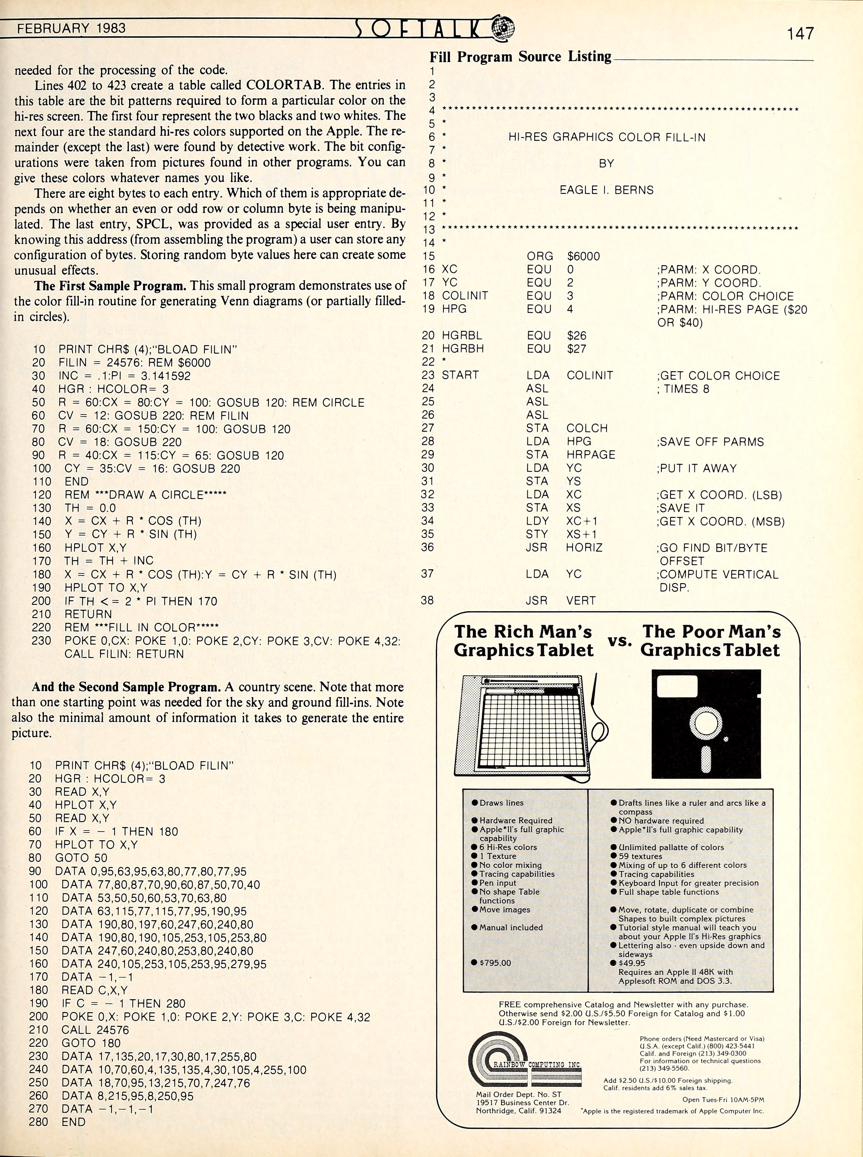 FEBRUARY 1983
SOFTALK
147
needed for the processing of the code.
Lines 402 to 423 create a table called COLORTAB. The entries in
this table are the bit patterns required to form a particular color on the
hi-res screen. The first four represent the two blacks and two whites. The
next four are the standard hi-res colors supported on the Apple. The re-
mainder (except the last) were found by detective work. The bit config-
urations were taken from pictures found in other programs. You can
give these colors whatever names you like.
There are eight bytes to each entry. Which of them is appropriate de-
pends on whether an even or odd row or column byte is being manipu-
lated. The last entry, SPCL, was provided as a special user entry. By
knowing this address (from assembling the program) a user can store any
configuration of bytes. Storing random byte values here can create some
unusual effects.
The First Sample Program. This small program demonstrates use of
the color fill-in routine for generating Venn diagrams (or partially filled-
in circles).
10 PRINT CHR$ (4);"BLOAD FILIN"
20 FILIN = 24576: REM $6000
30 INC = .1:PI = 3.141592
40 HGR : HCOLOR= 3
50 R = 60:CX = 80:CY = 100: GOSUB 120: REM CIRCLE
60 CV = 12: GOSUB 220: REM FILIN
70 R = 60:CX = 150:CY = 100: GOSUB 120
80 CV = 18: GOSUB 220
90 R = 40:CX = 115:CY = 65: GOSUB 120
100 CY = 35:CV = 16: GOSUB 220
110 END
120 REM ***DRAW A CIRCLE*****
130 TH = 0.0
140 X = CX + R * COS (TH)
150 Y = CY + R * SIN (TH)
160 HPLOT X,Y
170 TH = TH + INC
180 X = CX + R * COS (TH):Y = CY + R * SIN (TH)
190 HPLOT TO X,Y
200 IF TH < = 2 * PI THEN 170
210 RETURN
220 REM ***FILL IN COLOR*****
230 POKE 0,CX: POKE 1,0: POKE 2,CY: POKE 3,CV: POKE 4,32:
CALL FILIN: RETURN
And the Second Sample Program. A country scene. Note that more
than one starting point was needed for the sky and ground fill-ins. Note
also the minimal amount of information it takes to generate the entire
picture.
10 PRINT CHR$ (4);"BLOAD FILIN"
20 HGR : HCOLOR= 3
30 READ X,Y
40 HPLOT X,Y
50 READ X,Y
60 IF X = - 1 THEN 180
70 HPLOT TO X,Y
80 GOTO 50
90 DATA 0,95,63,95,63,80,77,80,77,95
100 DATA 77,80,87,70,90,60,87,50,70,40
110 DATA 53,50,50,60,53,70,63,80
120 DATA 63,115,77,115,77,95,190,95
130 DATA 190,80,197,60,247,60,240,80
140 DATA 190,80,190,105,253,105,253,80
150 DATA 247,60,240,80,253,80,240,80
160 DATA 240,105,253,105,253,95,279,95
170 DATA -1,-1
180 READ C,X,Y
190 IF C = - 1 THEN 280
200 POKE 0,X: POKE 1,0: POKE 2,Y: POKE 3,C: POKE 4,32
210 CALL 24576
220 GOTO 180
230 DATA 17,135,20,17,30,80,17,255,80
240 DATA 10,70,60,4,135,135,4,30,105,4,255,100
250 DATA 18,70,95,13,215,70,7,247,76
260 DATA 8,215,95,8,250,95
270 DATA -1,-1,-1
280 END
Fill Program Source Listing
1
2
3
4 ************************************************************
5 *
6 * HI-RES GRAPHICS COLOR FILL-IN
7 *
8 * BY
9 *
10 * EAGLE I. BERNS
11 *
12 *
13 ************************************************************
14 *
15 ORG $6000
16 XC EQU 0 ;PARM: X COORD.
17 YC EQU 2 ;PARM: Y COORD.
18 COLINIT EQU 3 ;PARM: COLOR CHOICE
19 HPG EQU 4 ;PARM: HI-RES PAGE ($20
OR $40)
20 HGRBL EQU $26
21 HGRBH EQU $27
22 *
23 START LDA COLINIT ;GET COLOR CHOICE
24 ASL ; TIMES 8
25 ASL
26 ASL
27 STA COLCH
28 LDA HPG ;SAVE OFF PARMS
29 STA HRPAGE
30 LDA YC ;PUT IT AWAY
31 STA YS
32 LDA XC ;GET X COORD. (LSB)
33 STA XS ;SAVE IT
34 LDY XC+1 ;GET X COORD. (MSB)
35 STY XS+1
36 JSR HORIZ ;GO FIND BIT/BYTE
OFFSET
37 LDA YC ;COMPUTE VERTICAL
DISP.
38 JSR VERT
The Rich Man's
Graphics Tablet
vs.
The Poor Man's
Graphics Tablet
● Draws lines
● Hardware Required
● Apple*II's full graphic
capability
● 6 Hi-Res colors
● 1 Texture
● No color mixing
● Tracing capabilities
● Pen input
● No shape Table
functions
● Move images
● Manual included
● $795.00
● Drafts lines like a ruler and arcs like a
compass
● NO hardware required
● Apple*II's full graphic capability
● Unlimited pallatte of colors
● 59 textures
● Mixing of up to 6 different colors
● Tracing capabilities
● Keyboard Input for greater precision
● Full shape table functions
● Move, rotate, duplicate or combine
Shapes to built complex pictures
● Tutorial style manual will teach you
about your Apple II's Hi-Res graphics
● Lettering also - even upside down and
sideways
● $49.95
Requires an Apple II 48K with
Applesoft ROM and DOS 3.3.
FREE comprehensive Catalog and Newsletter with any purchase.
Otherwise send $2.00 U.S./$5.50 Foreign for Catalog and $1.00
U.S./$2.00 Foreign for Newsletter.
RAINBOW COMPUTING INC.
Mail Order Dept. No. ST
19517 Business Center Dr.
Northridge, Calif. 91324
Phone orders (Need Mastercard or Visa)
U.S.A. (except Calif.) (800) 423-5441
Calif. and Foreign (213) 349-0300
For information or technical questions
(213) 349-5560.
Add $2.50 U.S./$10.00 Foreign shipping.
Calif. residents add 6% sales tax.
Open Tues-Fri 10AM-5PM
*Apple is the registered trademark of Apple Computer Inc.